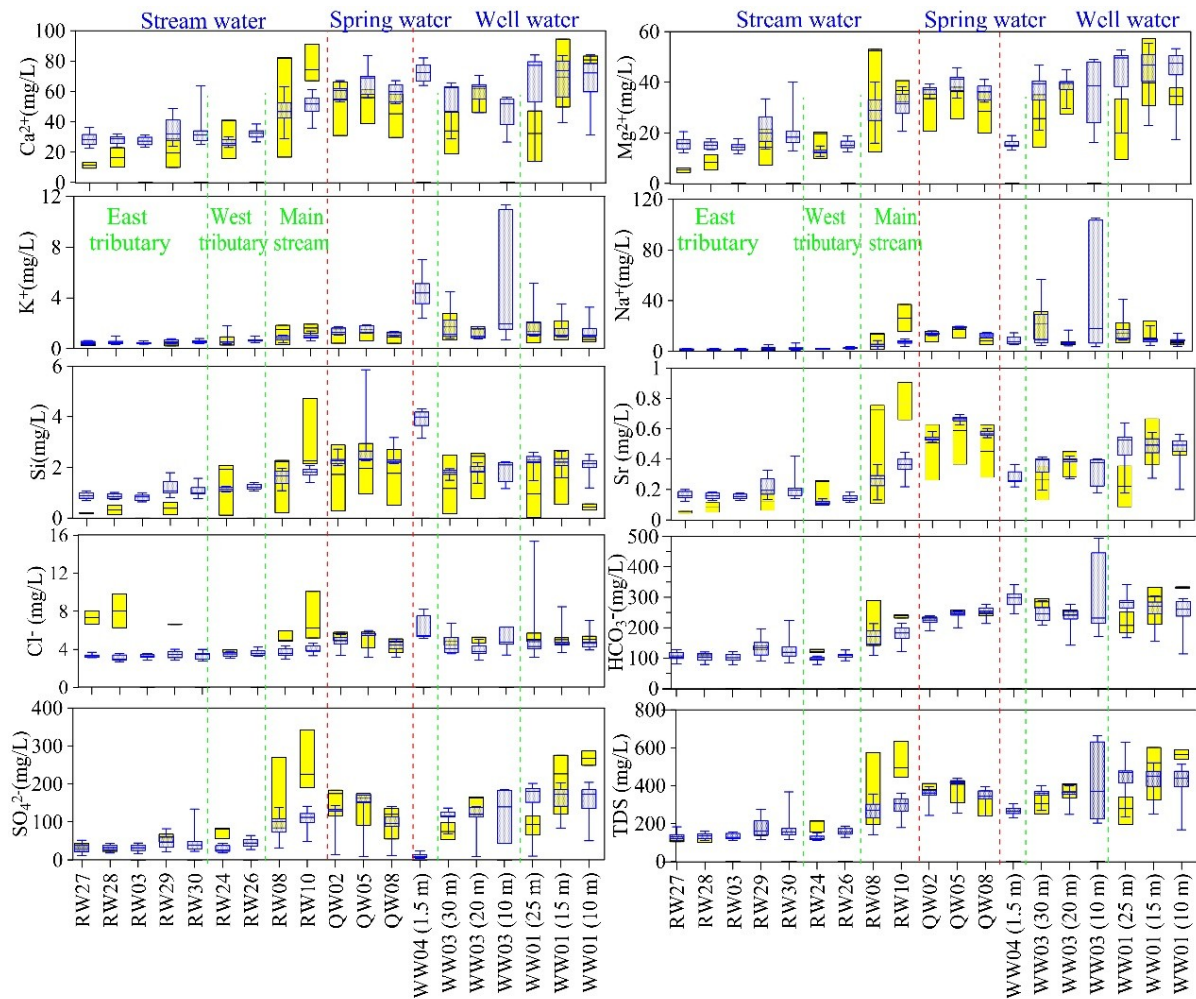 Stream water Spring water Well water
Stream water Spring water Well water
Ca2+(mg/L)
100
80
60
40
20
0
Mg2+(mg/L)
60
40
20
0
K+(mg/L)
12
8
4
0
East tributary
West tributary
Main stream
Na+(mg/L)
120
80
40
0
East tributary
West tributary
Main stream
Si(mg/L)
6
4
2
0
Sr (mg/L)
1
0.8
0.6
0.4
0.2
0
Cl- (mg/L)
16
12
8
4
0
HCO3-(mg/L)
500
400
300
200
100
0
SO42-(mg/L)
400
300
200
100
0
TDS (mg/L)
800
600
400
200
0
RW27
RW28
RW03
RW29
RW30
RW24
RW26
RW08
RW10
QW02
QW05
QW08
WW04 (1.5 m)
WW03 (30 m)
WW03 (20 m)
WW03 (10 m)
WW01 (25 m)
WW01 (15 m)
WW01 (10 m)
RW27
RW28
RW03
RW29
RW30
RW24
RW26
RW08
RW10
QW02
QW05
QW08
WW04 (1.5 m)
WW03 (30 m)
WW03 (20 m)
WW03 (10 m)
WW01 (25 m)
WW01 (15 m)
WW01 (10 m)